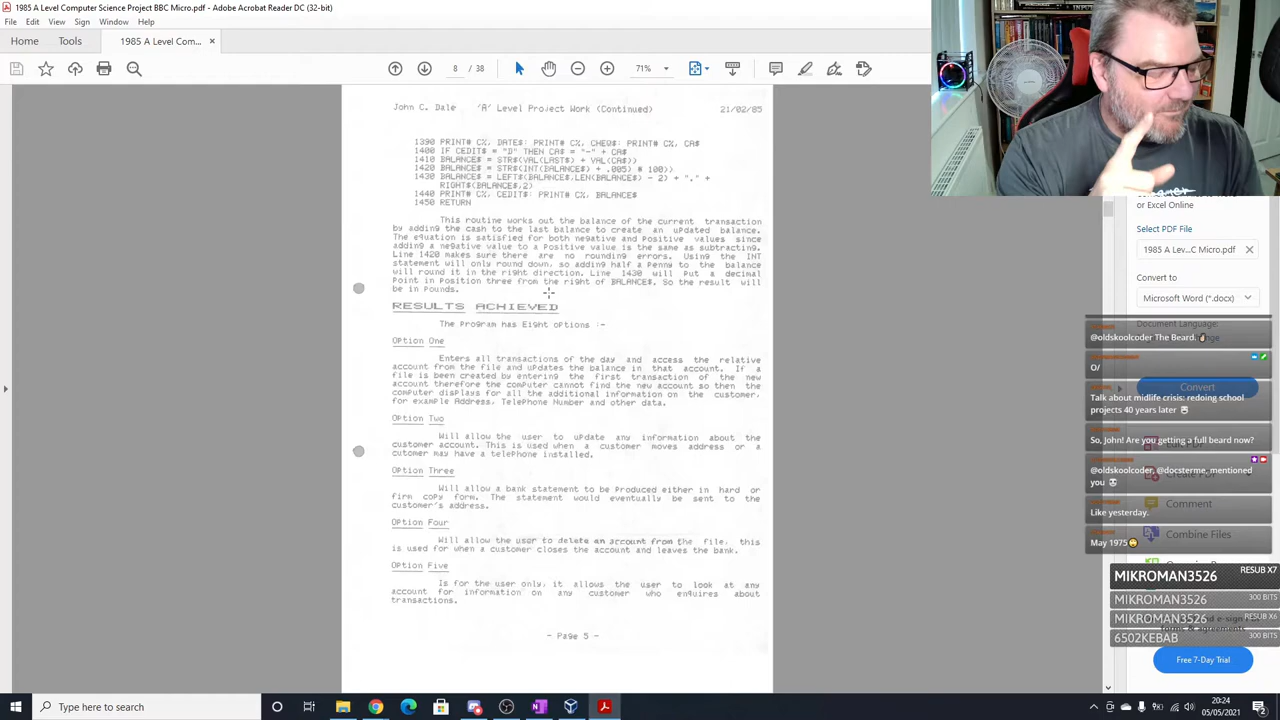 1985 A Level Computer Science Project BBC Micro.pdf - Adobe Acrobat Reader DC (32-bit)
File Edit View Sign Window Help
Home Tools 1985 A Level Com... ×
8 / 38 71%
John C. Dale 'A' Level Project Work (Continued) 21/02/85
1390 PRINT# C%, DATE$: PRINT# C%, CHEQ$: PRINT# C%, CA$
1400 IF CEDIT$ = "D" THEN CA$ = "-" + CA$
1410 BALANCE$ = STR$(VAL(LAST$) + VAL(CA$))
1420 BALANCE$ = STR$(INT(BALANCE$) + .005) * 100))
1430 BALANCE$ = LEFT$(BALANCE$,LEN(BALANCE$) - 2) + "." +
RIGHT$(BALANCE$,2)
1440 PRINT# C%, CEDIT$: PRINT# C%, BALANCE$
1450 RETURN
This routine works out the balance of the current transaction
by adding the cash to the last balance to create an updated balance.
The equation is satisfied for both negative and Positive values since
adding a negative value to a Positive value is the same as subtracting.
Line 1420 makes sure there are no rounding errors. Using the INT
statement will only round down, so adding half a Penny to the balance
will round it in the right direction. Line 1430 will Put a decimal
Point in Position three from the right of BALANCE$. So the result will
be in Pounds.
RESULTS ACHIEVED
The Program has Eight options :-
Option One
Enters all transactions of the day and access the relative
account from the file and updates the balance in that account. If a
file is been created by entering the first transaction of the new
account therefore the computer cannot find the new account so then the
computer displays for all the additional information on the customer,
for example Address, Telephone Number and other data.
Option Two
Will allow the user to update any information about the
customer account. This is used when a customer moves address or a
cutomer may have a telephone installed.
Option Three
Will allow a bank statement to be Produced either in hard or
firm copy form. The statement would eventually be sent to the
customer's address.
Option Four
Will allow the user to delete an account from the file, this
is used for when a customer closes the account and leaves the bank.
Option Five
Is for the user only, it allows the user to look at any
account for information on any customer who enquires about
transactions.
- Page 5 -
or Excel Online
Select PDF File
1985 A Lev...C Micro.pdf ×
Convert to
Microsoft Word (*.docx)
Document Language:
Convert
Comment
Combine Files
Free 7-Day Trial
@oldskoolcoder The Beard.
O/
Talk about midlife crisis: redoing school
projects 40 years later
So, John! Are you getting a full beard now?
@oldskoolcoder, @docsterme, mentioned
you
Like yesterday.
May 1975
MIKROMAN3526 RESUB X7
MIKROMAN3526 300 BITS
MIKROMAN3526 RESUB X6
6502KEBAB 300 BITS
Type here to search
20:24
05/05/2021
2